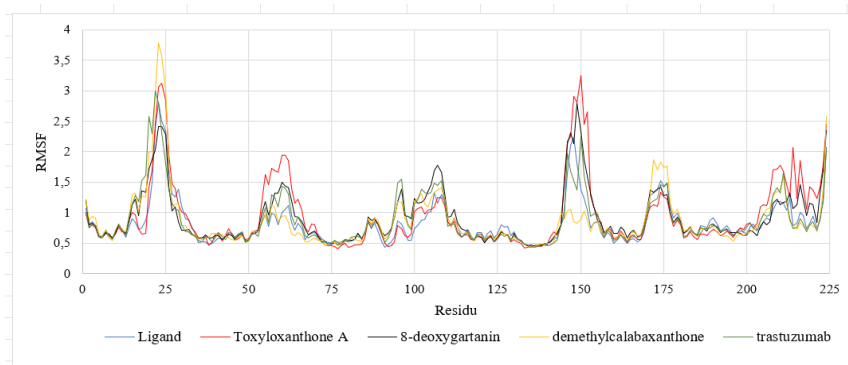 4
3,5
3
2,5
2
1,5
1
0,5
0
RMSF
0 25 50 75 100 125 150 175 200 225
Residu
Ligand Toxyloxanthone A 8-deoxygartanin demethylcalabaxanthone trastuzumab